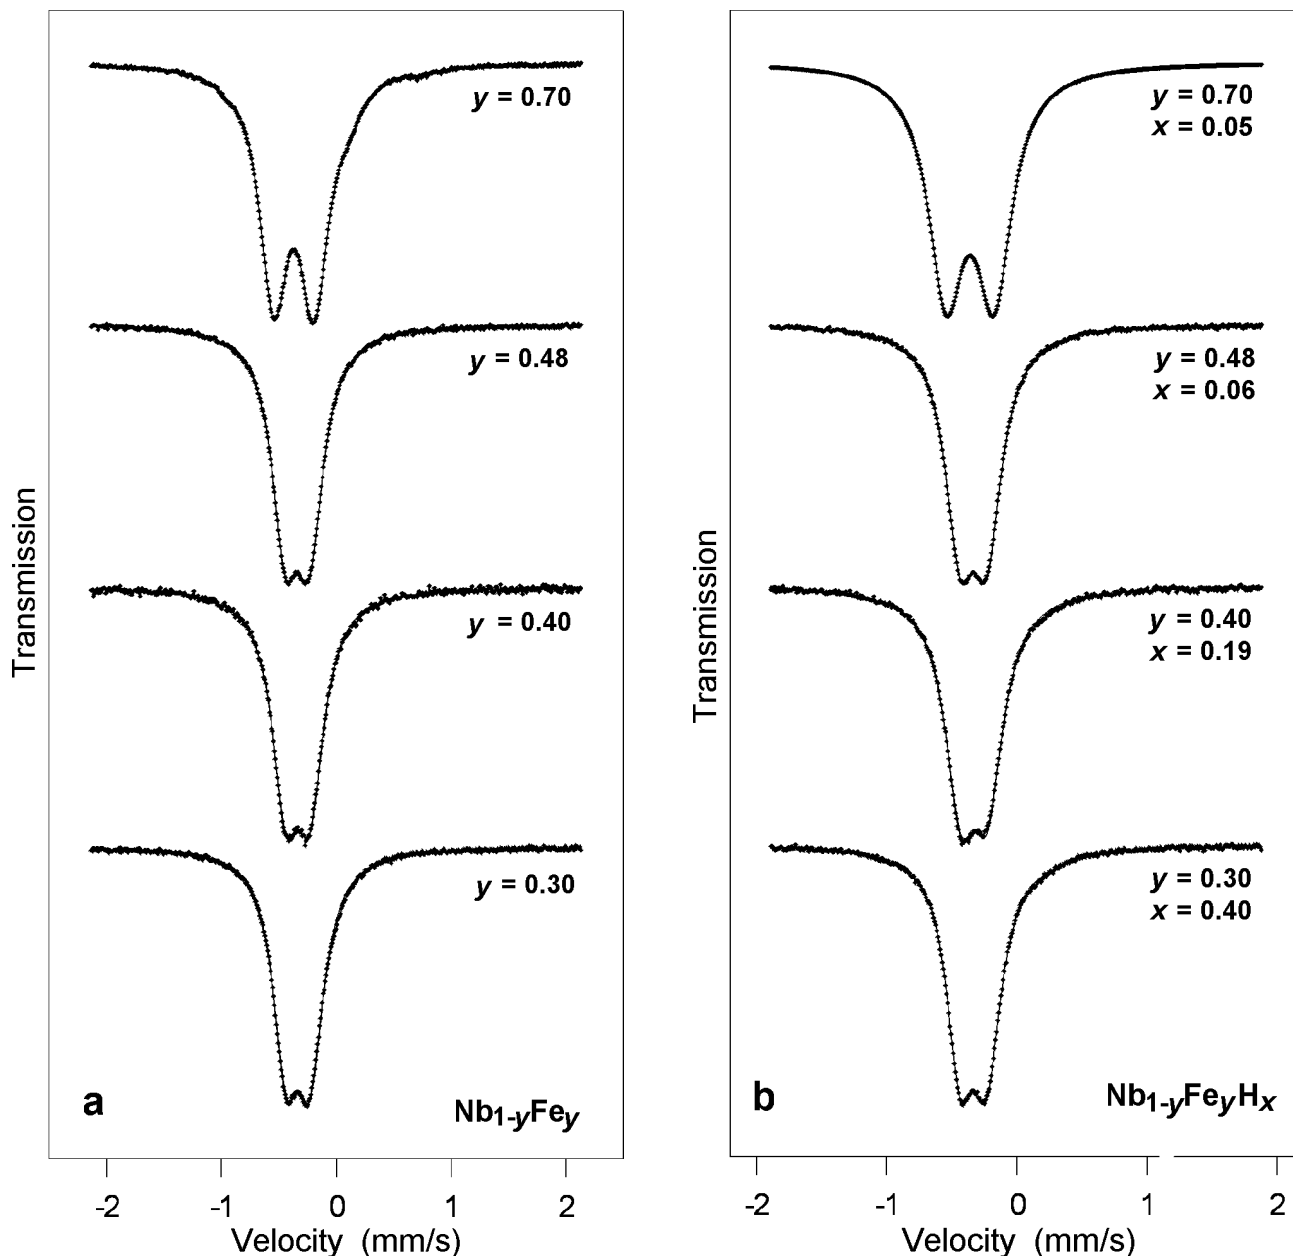 Transmission
y = 0.70
y = 0.48
y = 0.40
y = 0.30
a
Nb1-yFey
-2 -1 0 1 2
Velocity (mm/s)
Transmission
y = 0.70
x = 0.05
y = 0.48
x = 0.06
y = 0.40
x = 0.19
y = 0.30
x = 0.40
b
Nb1-yFeyHx
-2 -1 0 1 2
Velocity (mm/s)